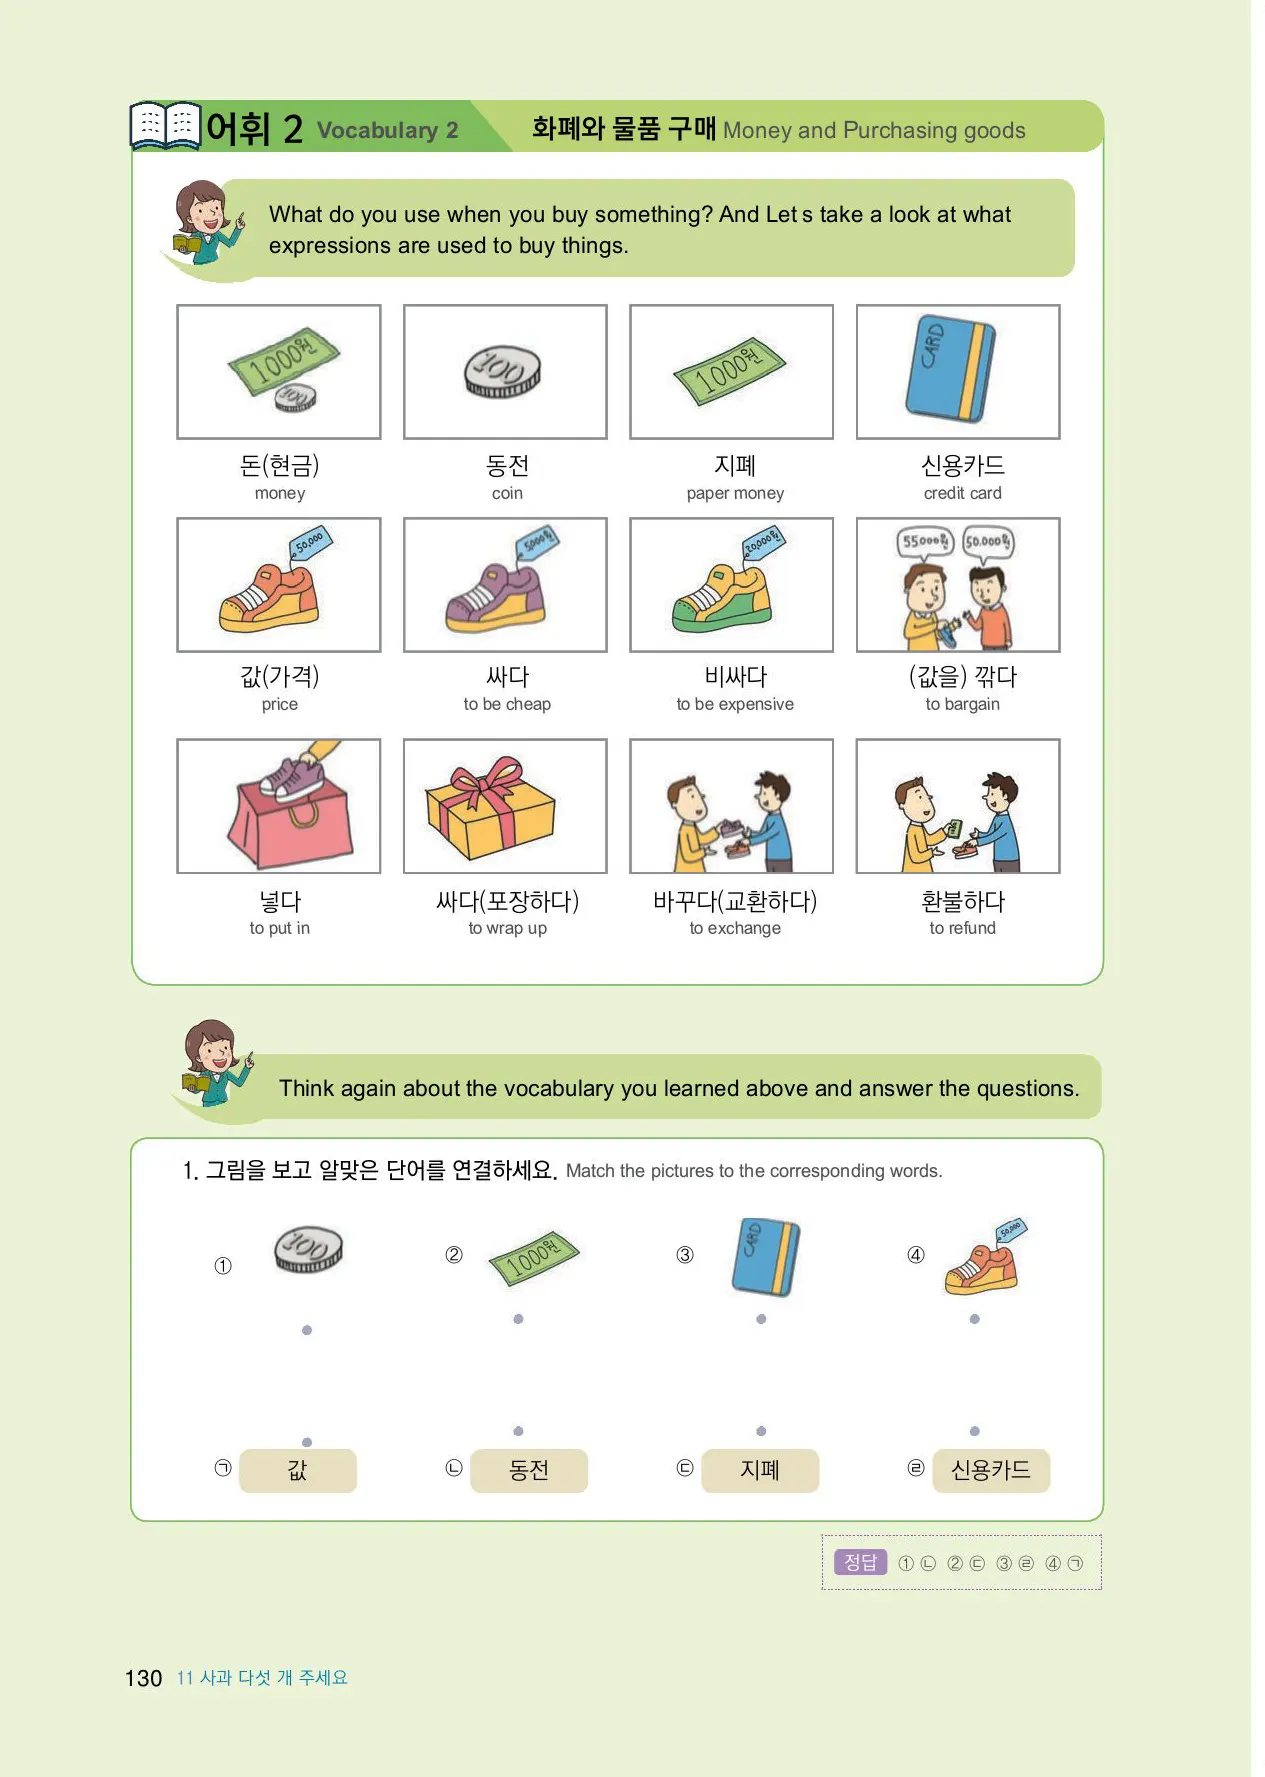 어휘 2 Vocabulary 2 화폐와 물품 구매 Money and Purchasing goods
What do you use when you buy something? And Let s take a look at what
expressions are used to buy things.
1000원 100 100 1000원 CARD
돈(현금) 동전 지폐 신용카드
money coin paper money credit card
50,000 5,000원 20,000원 55000원 50.000원
값(가격) 싸다 비싸다 (값을) 깎다
price to be cheap to be expensive to bargain
넣다 싸다(포장하다) 바꾸다(교환하다) 환불하다
to put in to wrap up to exchange to refund
Think again about the vocabulary you learned above and answer the questions.
1. 그림을 보고 알맞은 단어를 연결하세요. Match the pictures to the corresponding words.
① 100 ② 1000원 ③ CARD ④ 50,000
㉠ 값 ㉡ 동전 ㉢ 지폐 ㉣ 신용카드
정답 ① ㉡ ② ㉢ ③ ㉣ ④ ㉠
130 11 사과 다섯 개 주세요